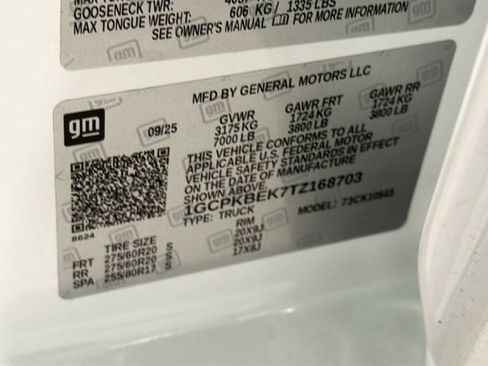 GOOSENECK TWR:
MAX TONGUE WEIGHT: 606 KG / 1335 LBS
SEE OWNER'S MANUAL FOR MORE INFORMATION
gm
MFD BY GENERAL MOTORS LLC
09/25
GVWR GAWR FRT GAWR RR
3175 KG 1724 KG 1724 KG
7000 LB 3800 LB 3800 LB
THIS VEHICLE CONFORMS TO ALL
APPLICABLE U.S. FEDERAL MOTOR
VEHICLE SAFETY STANDARDS IN EFFECT
ON THE DATE OF MANUFACTURE
SHOWN ABOVE.
1GCPKBEK7TZ168703
TYPE: TRUCK MODEL: 73CK10543
8624
TIRE SIZE RIM
FRT 275/60R20 S 20X9J
RR 275/60R20 S 20X9J
SPA 255/80R17 S 17X8J